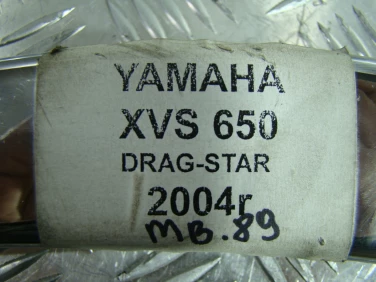 YAMAHA
XVS 650
DRAG-STAR
2004r
MB.89